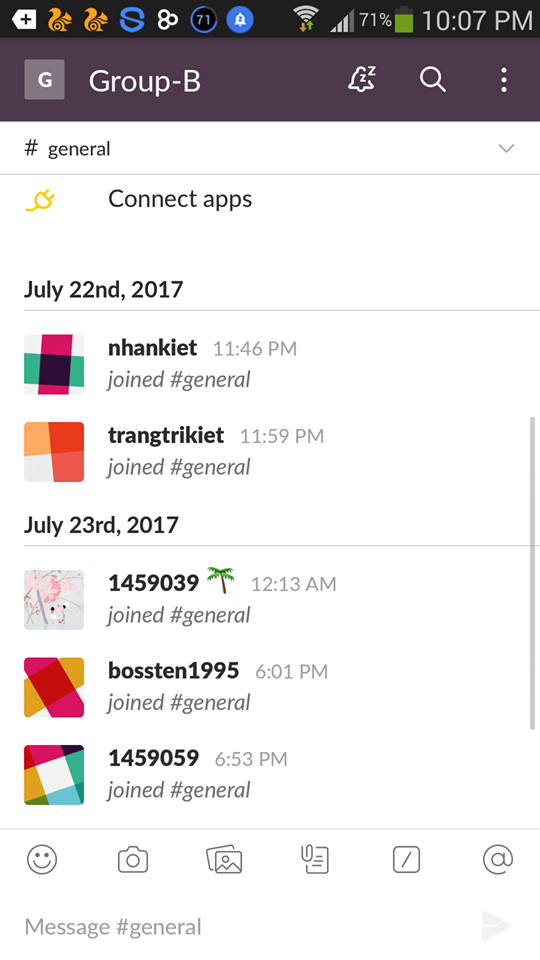 71 71% 10:07 PM
G Group-B
# general
Connect apps
July 22nd, 2017
nhankiet 11:46 PM
joined #general
trangtrikiet 11:59 PM
joined #general
July 23rd, 2017
1459039 🌴 12:13 AM
joined #general
bossten1995 6:01 PM
joined #general
1459059 6:53 PM
joined #general
Message #general